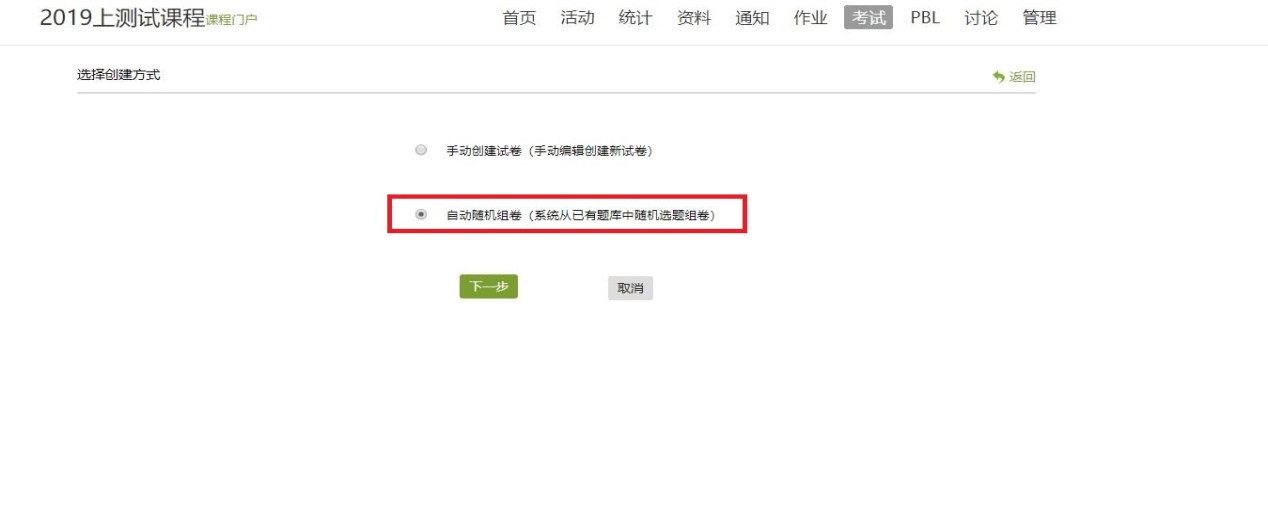 2019上测试课程课程门户 首页 活动 统计 资料 通知 作业 考试 PBL 讨论 管理
选择创建方式 返回
手动创建试卷（手动编辑创建新试卷）
自动随机组卷（系统从已有题库中随机选题组卷）
下一步 取消